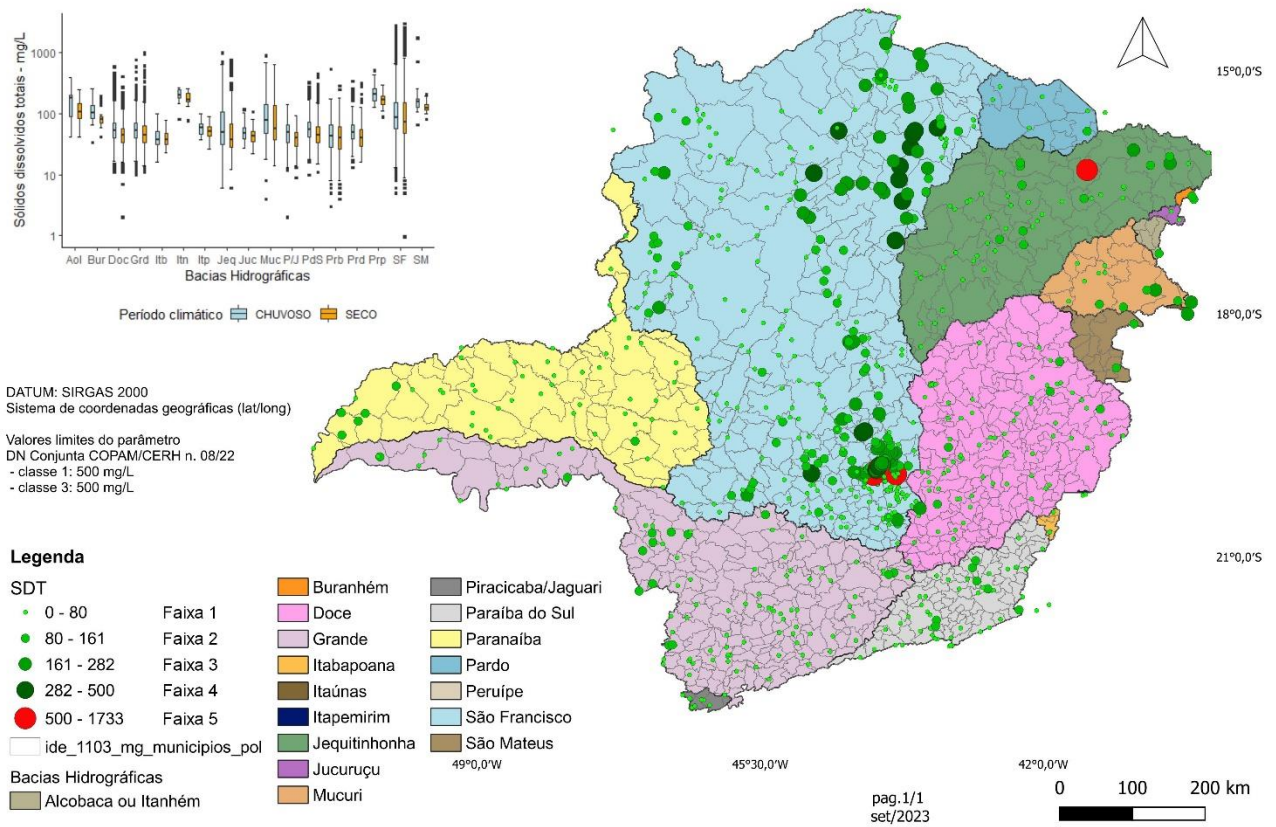 Sólidos dissolvidos totais - mg/L
1000
100
10
1
Aol Bur Doc Grd Itb Itn Itp Jeq Juc Muc P/J PdS Prb Prd Prp SF SM
Bacias Hidrográficas
Período climático CHUVOSO SECO
15°0,0'S
18°0,0'S
21°0,0'S
DATUM: SIRGAS 2000
Sistema de coordenadas geográficas (lat/long)
Valores limites do parâmetro
DN Conjunta COPAM/CERH n. 08/22
- classe 1: 500 mg/L
- classe 3: 500 mg/L
Legenda
SDT
0 - 80 Faixa 1
80 - 161 Faixa 2
161 - 282 Faixa 3
282 - 500 Faixa 4
500 - 1733 Faixa 5
ide_1103_mg_municipios_pol
Bacias Hidrográficas
Alcobaca ou Itanhém
Buranhém
Doce
Grande
Itabapoana
Itaúnas
Itapemirim
Jequitinhonha
Jucuruçu
Mucuri
Piracicaba/Jaguari
Paraíba do Sul
Paranaíba
Pardo
Peruípe
São Francisco
São Mateus
49°0,0'W
45°30,0'W
42°0,0'W
pag.1/1
set/2023
0 100 200 km